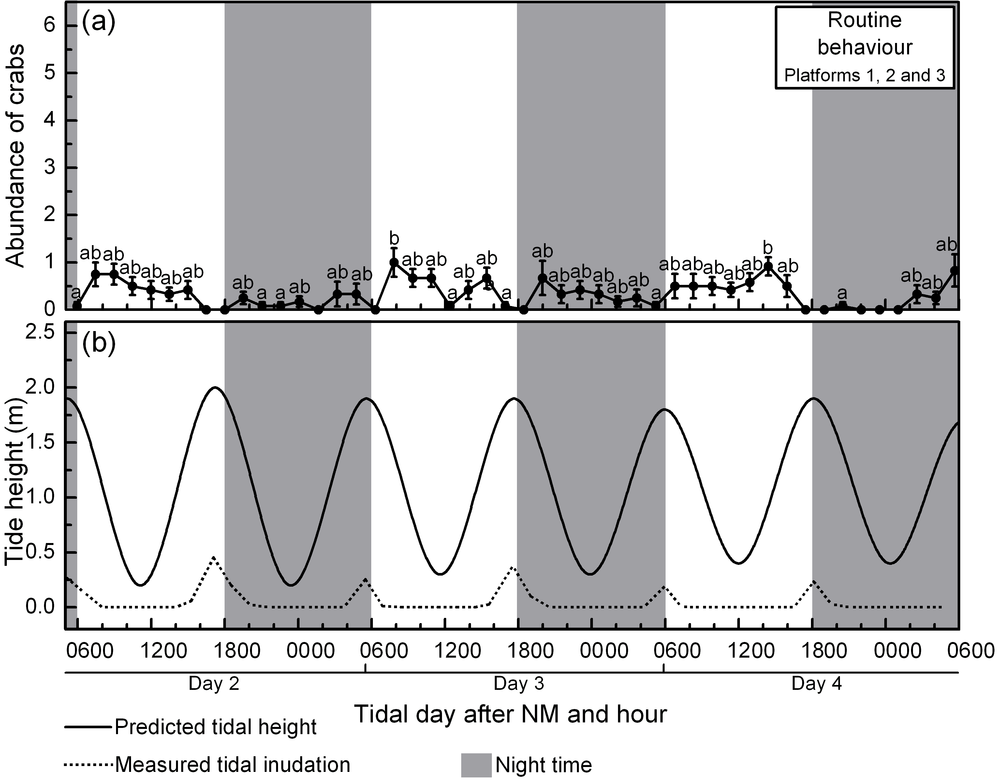 (a)
Routine
behaviour
Platforms 1, 2 and 3
Abundance of crabs
6
5
4
3
2
1
0
a ab ab ab ab ab ab ab a a ab ab ab b ab ab a ab ab a ab ab ab ab ab ab a ab ab ab ab ab b ab a ab ab ab
(b)
Tide height (m)
2.5
2.0
1.5
1.0
0.5
0.0
0600 1200 1800 0000 0600 1200 1800 0000 0600 1200 1800 0000 0600
Day 2 Day 3 Day 4
Tidal day after NM and hour
Predicted tidal height
Measured tidal inudation
Night time